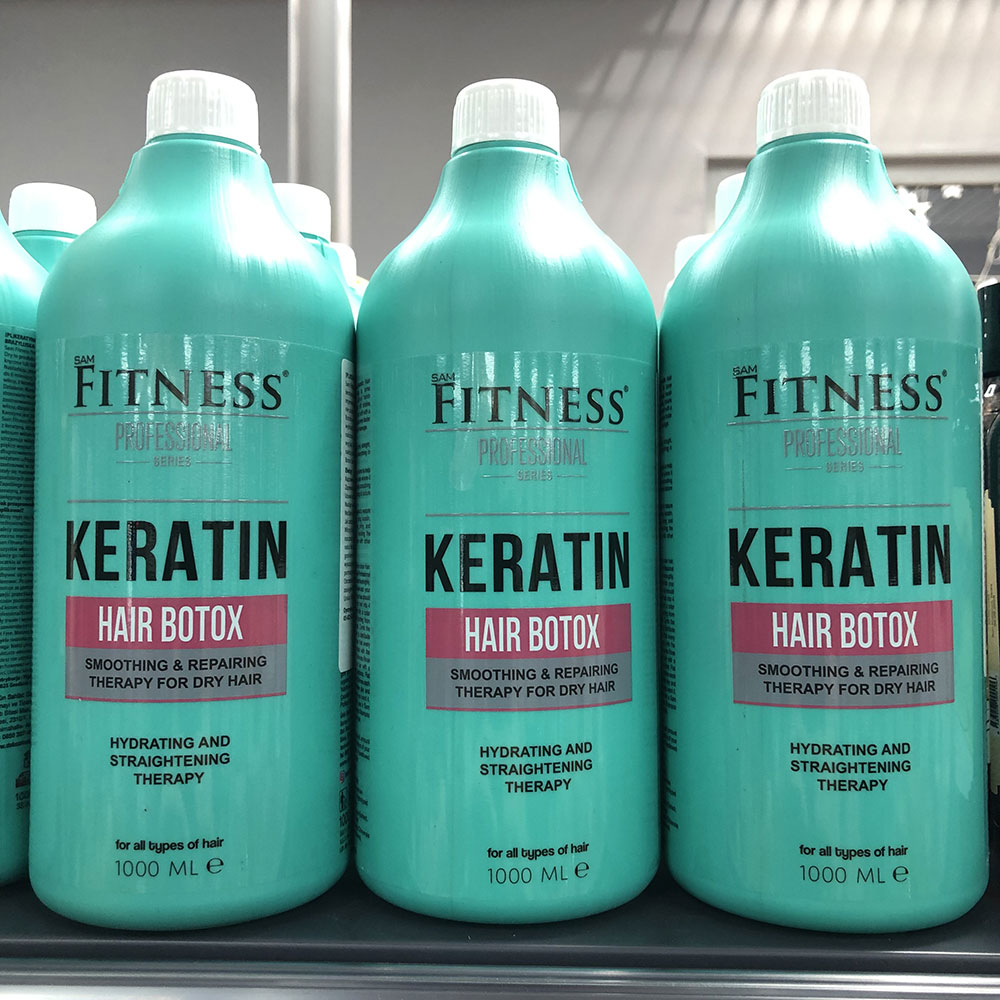 SAM
FITNESS®
PROFESSIONAL
SERIES
KERATIN
HAIR BOTOX
SMOOTHING & REPAIRING
THERAPY FOR DRY HAIR
HYDRATING AND
STRAIGHTENING
THERAPY
for all types of hair
1000 ML e
SAM
FITNESS®
PROFESSIONAL
SERIES
KERATIN
HAIR BOTOX
SMOOTHING & REPAIRING
THERAPY FOR DRY HAIR
HYDRATING AND
STRAIGHTENING
THERAPY
for all types of hair
1000 ML e
SAM
FITNESS®
PROFESSIONAL
SERIES
KERATIN
HAIR BOTOX
SMOOTHING & REPAIRING
THERAPY FOR DRY HAIR
HYDRATING AND
STRAIGHTENING
THERAPY
for all types of hair
1000 ML e